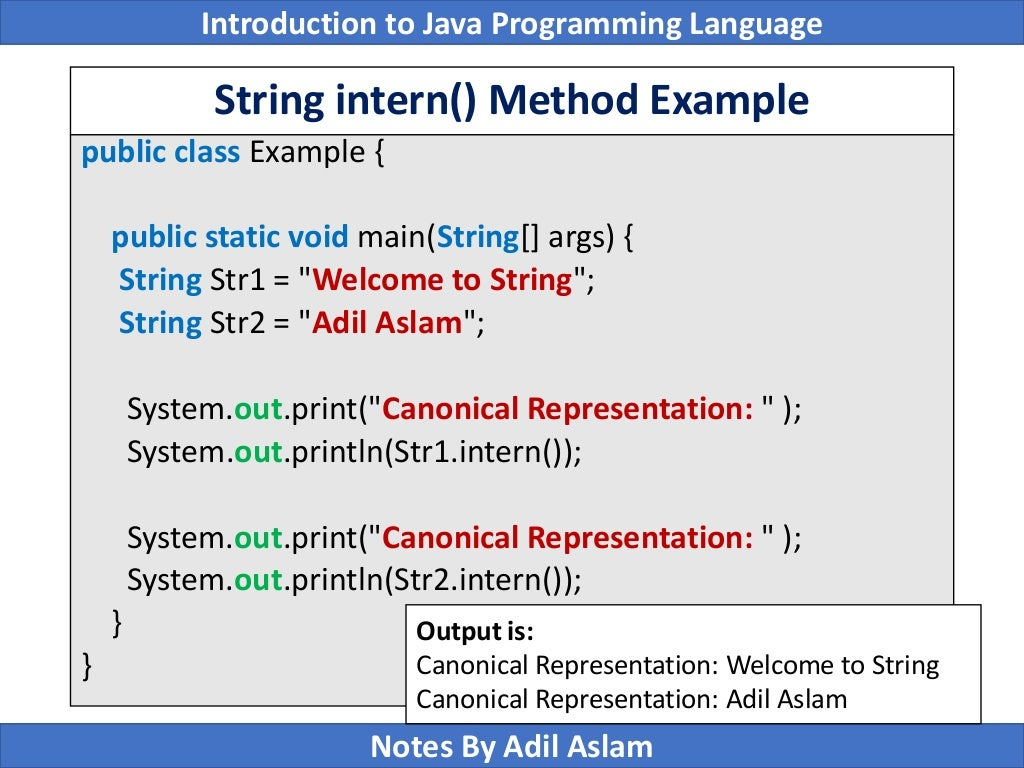 Introduction to Java Programming Language
String intern() Method Example
public class Example {
public static void main(String[] args) {
String Str1 = "Welcome to String";
String Str2 = "Adil Aslam";
System.out.print("Canonical Representation: " );
System.out.println(Str1.intern());
System.out.print("Canonical Representation: " );
System.out.println(Str2.intern());
}
}
Output is:
Canonical Representation: Welcome to String
Canonical Representation: Adil Aslam
Notes By Adil Aslam